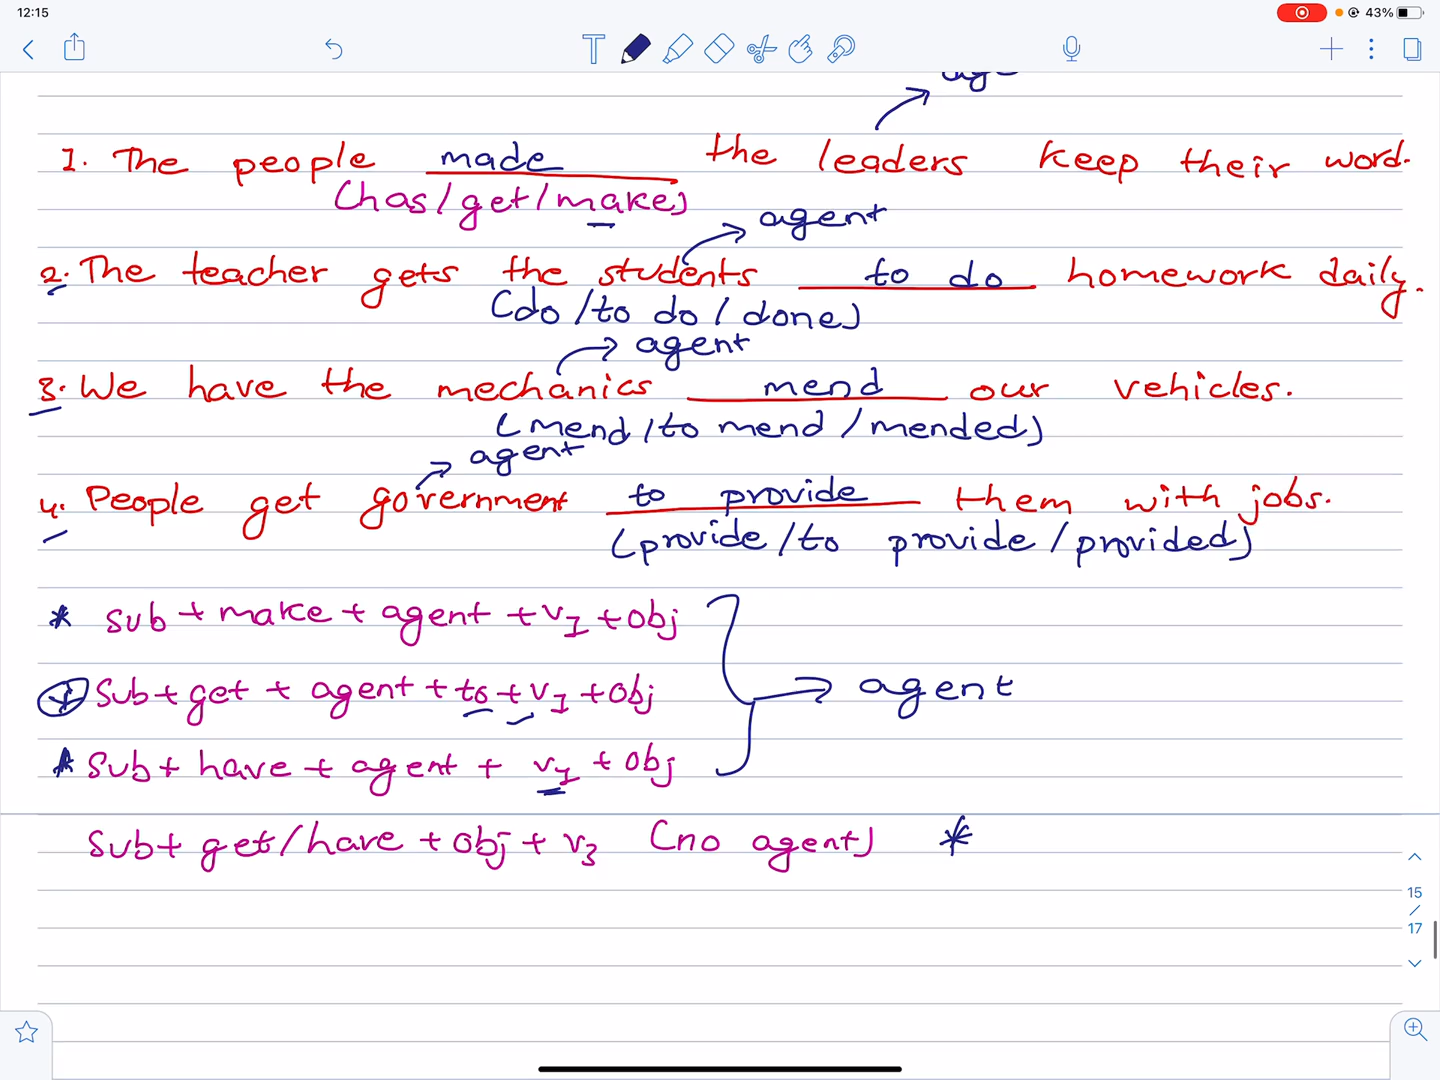 12:15
43%
T
1. The people made the leaders keep their word.
(has/get/make)
agent
2. The teacher gets the students to do homework daily.
(do/to do/done)
agent
3. We have the mechanics mend our vehicles.
(mend/to mend/mended)
agent
4. People get government to provide them with jobs.
(provide/to provide/provided)
* Sub + make + agent + v1 + obj
* Sub + get + agent + to + v1 + obj
agent
* Sub + have + agent + v1 + obj
Sub + get/have + obj + v3 (no agent) *
15
/
17